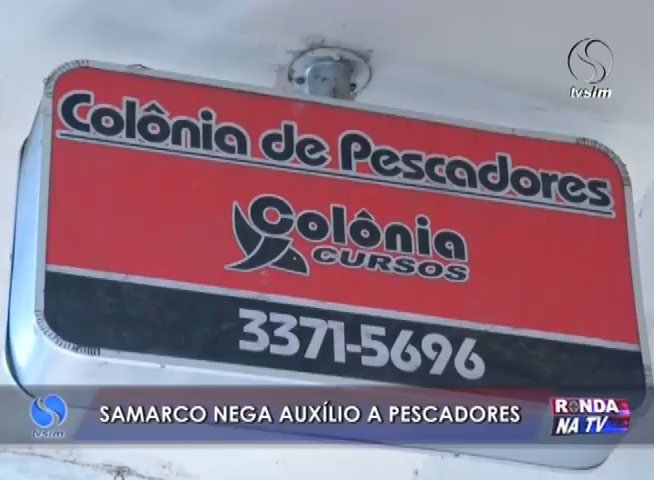 tvsim
Colônia de Pescadores
Colônia
CURSOS
3371-5696
tvsim
SAMARCO NEGA AUXÍLIO A PESCADORES
RONDA
NA TV